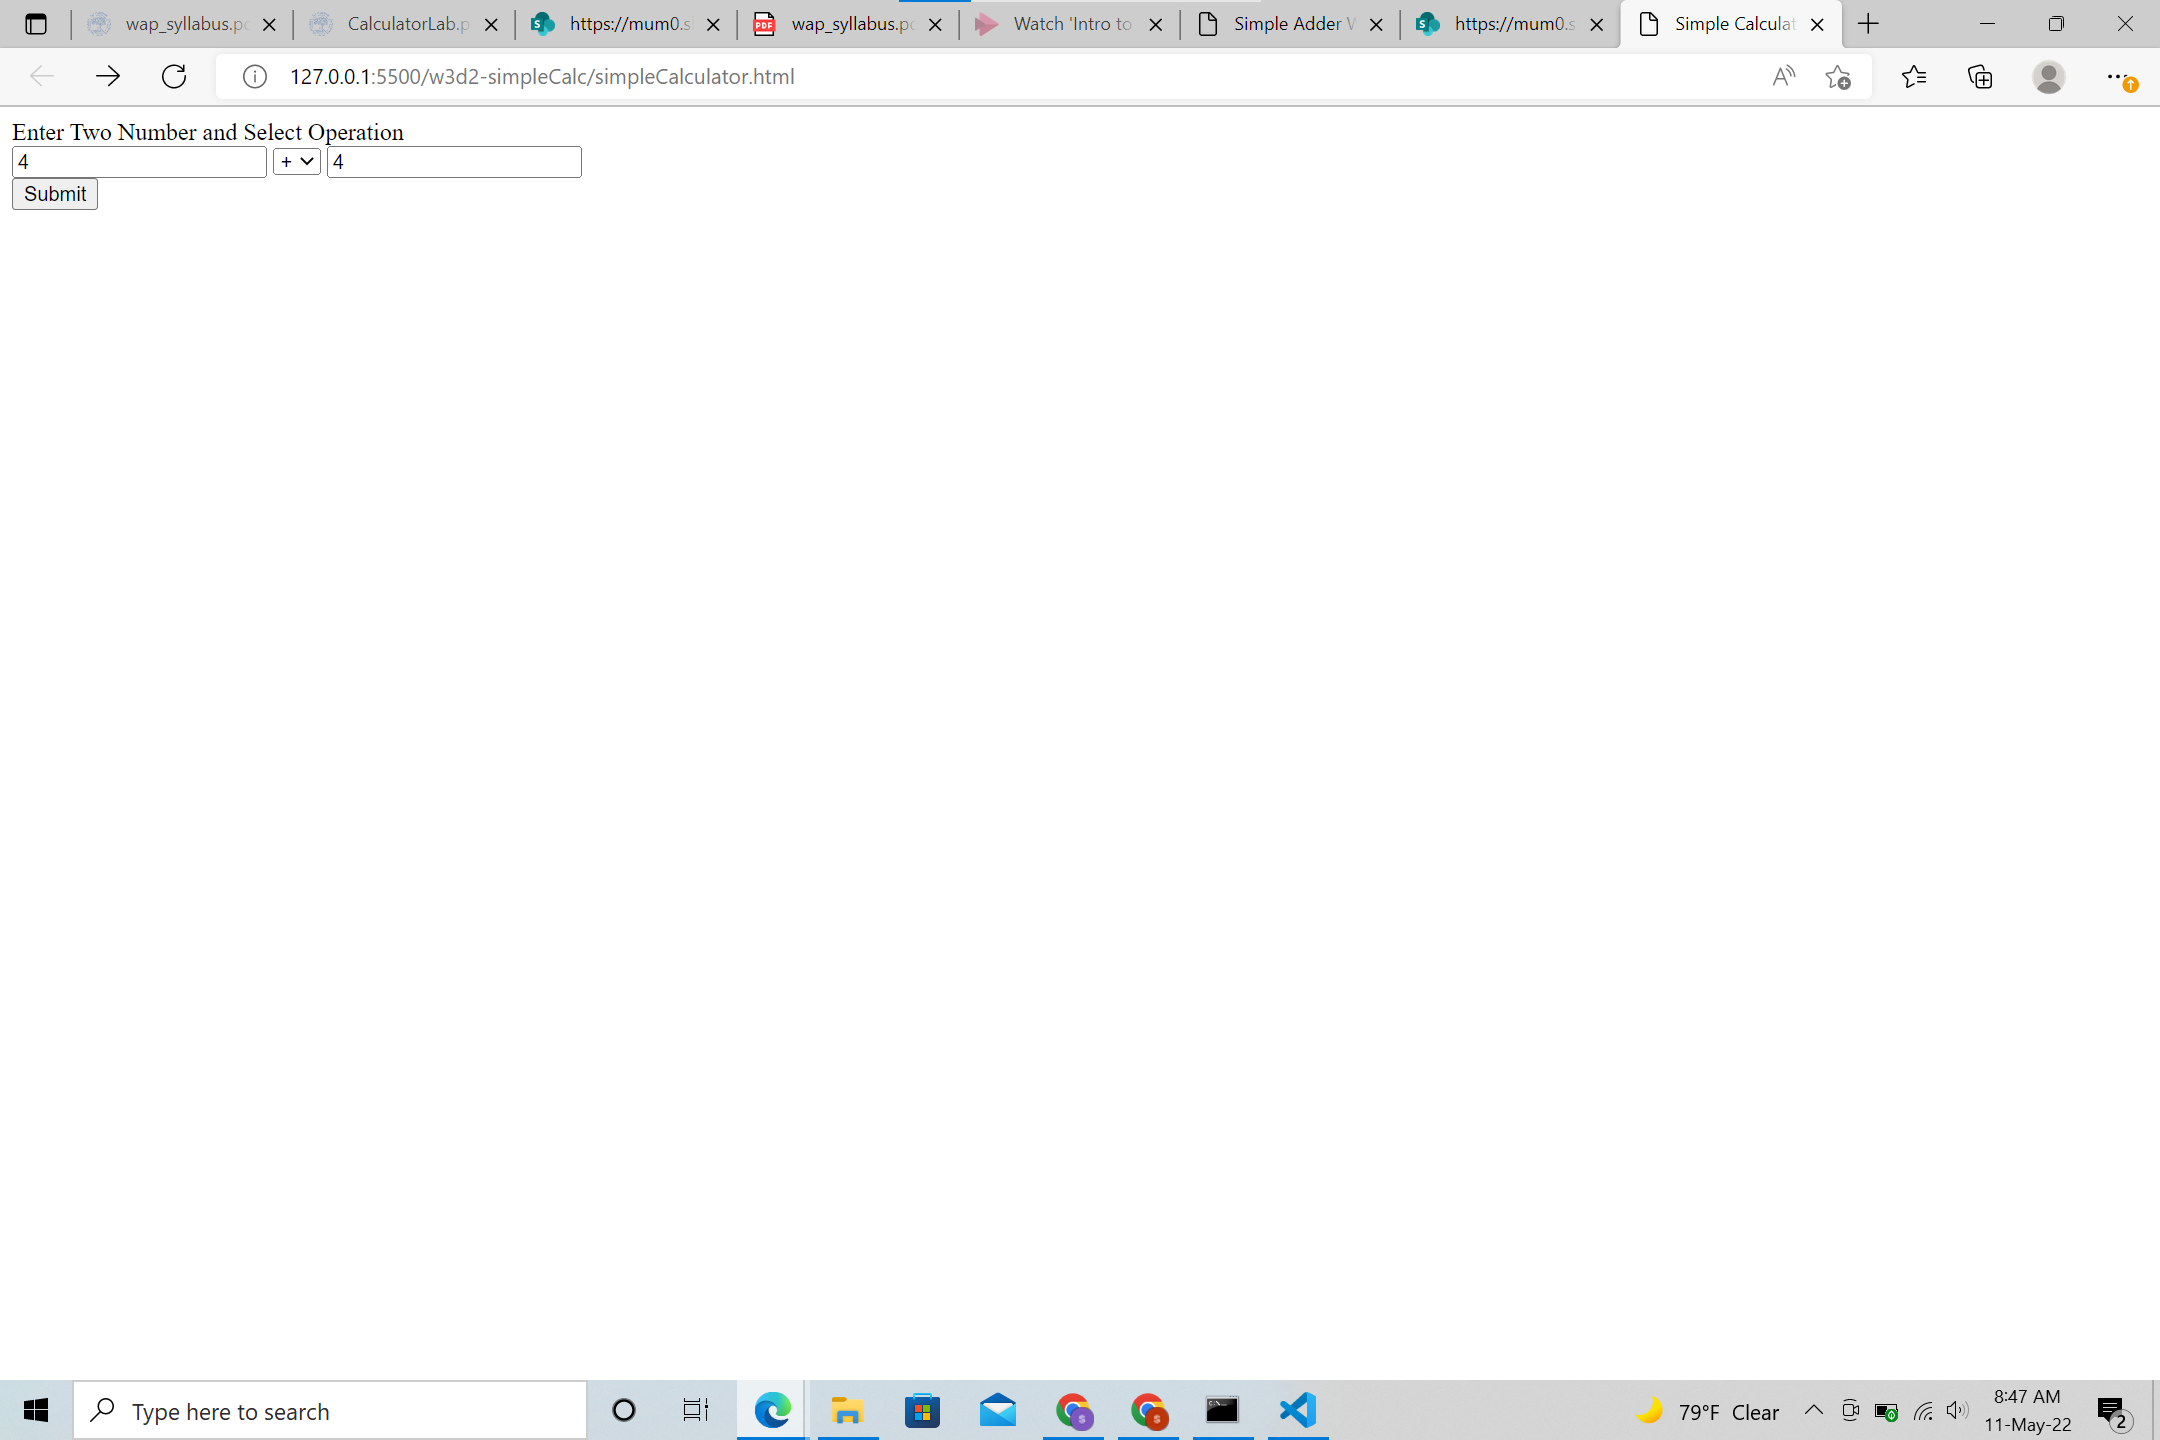 wap_syllabus.pd
CalculatorLab.p
https://mum0.s
wap_syllabus.pd
Watch 'Intro to
Simple Adder W
https://mum0.s
Simple Calculat
127.0.0.1:5500/w3d2-simpleCalc/simpleCalculator.html
Enter Two Number and Select Operation
4 + 4
Submit
Type here to search
79°F Clear
8:47 AM
11-May-22
2